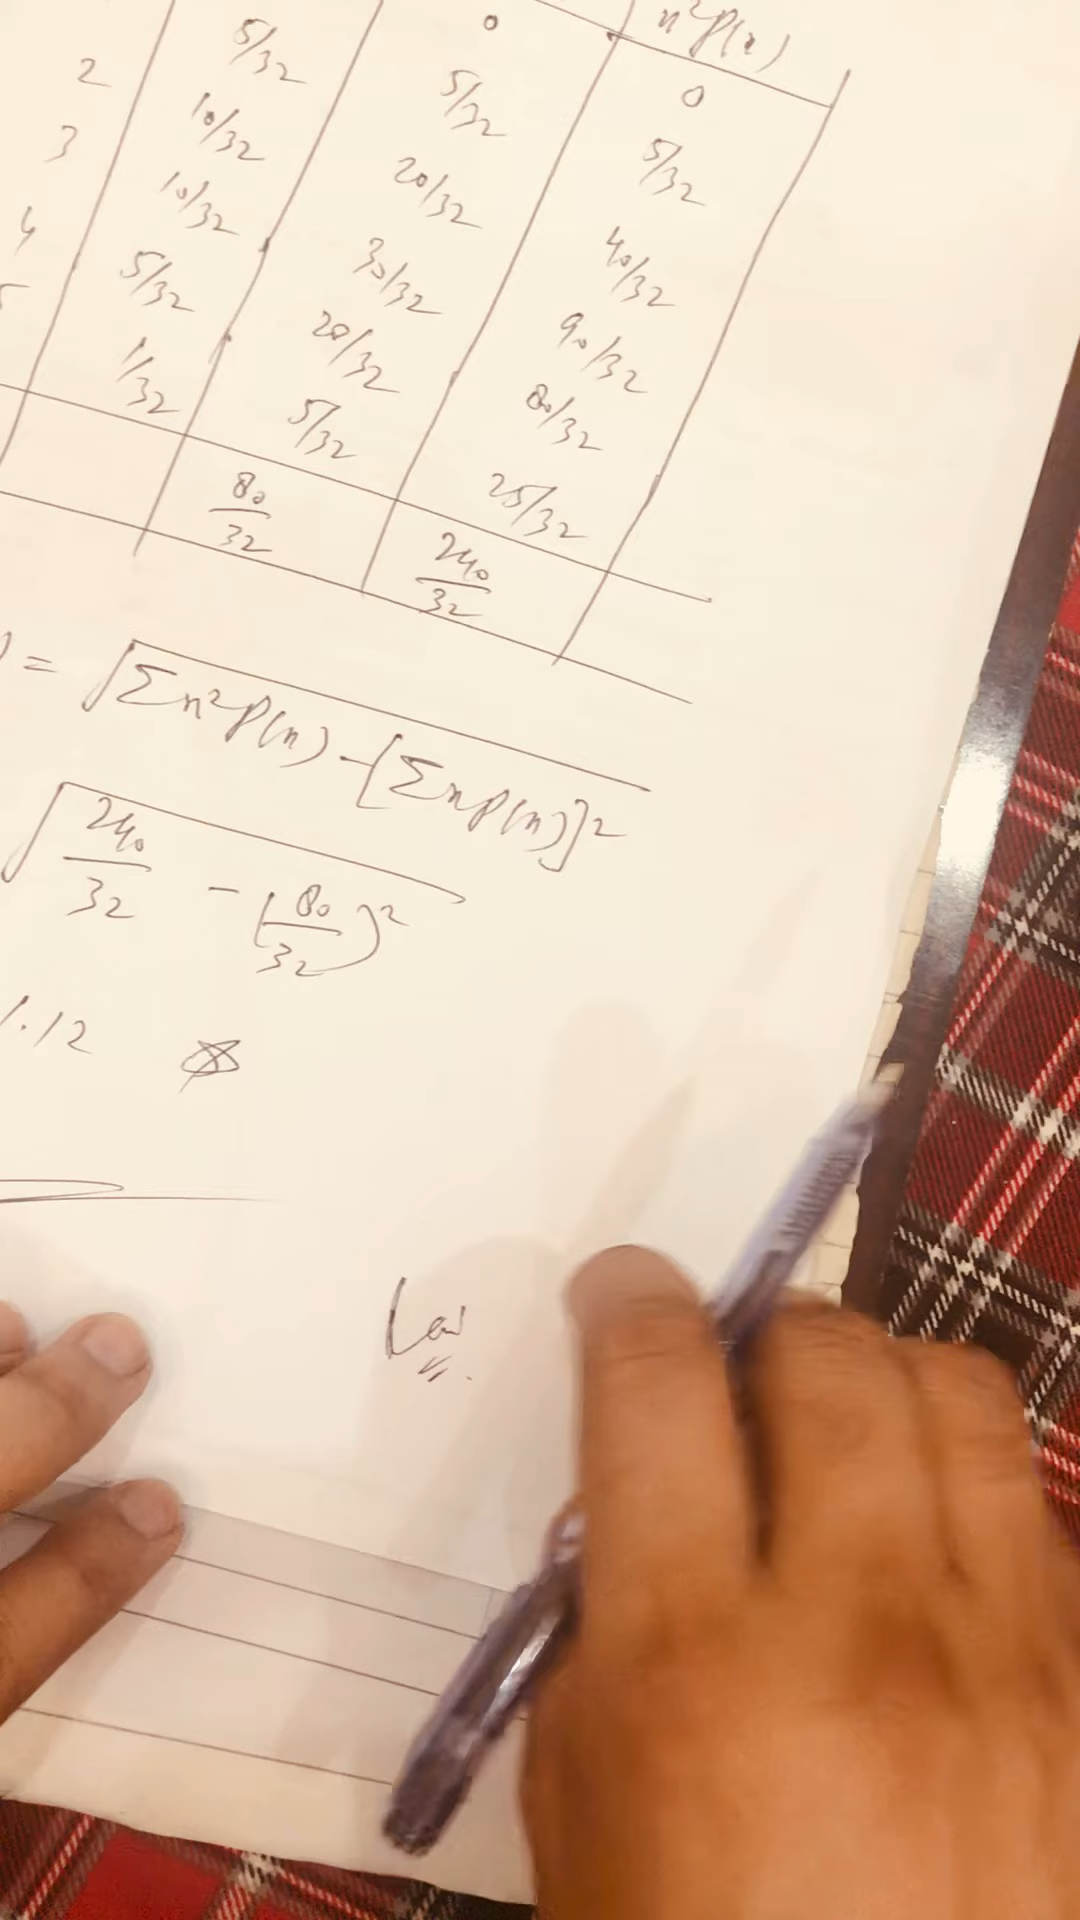 x²P(x)
0 0
5/32 5/32 5/32
2 10/32 20/32 40/32
3 10/32 30/32 90/32
4 5/32 20/32 80/32
5 1/32 5/32 25/32
80/32 240/32
) = √Σx²P(x) - [ΣxP(x)]²
√240/32 - (80/32)²
1.12